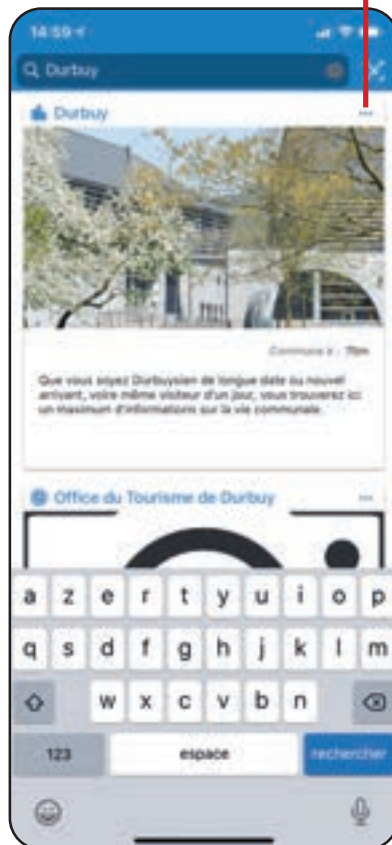 14:59
Durbuy
Durbuy
Commune à : 70m
Que vous soyez Durbuysien de longue date ou nouvel
arrivant, voire même visiteur d'un jour, vous trouverez ici
un maximum d'informations sur la vie communale.
Office du Tourisme de Durbuy
a z e r t y u i o p
q s d f g h j k l m
w x c v b n
123 espace rechercher